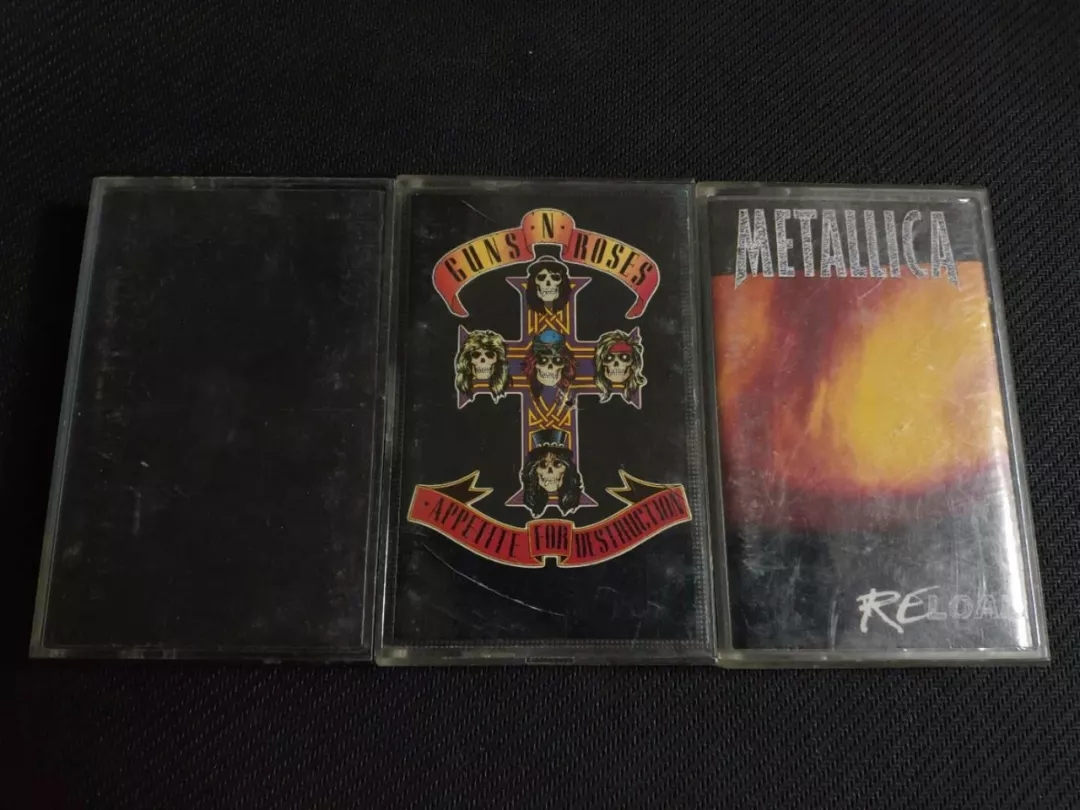 GUNS N' ROSES
APPETITE FOR DESTRUCTION
METALLICA
RELOAD